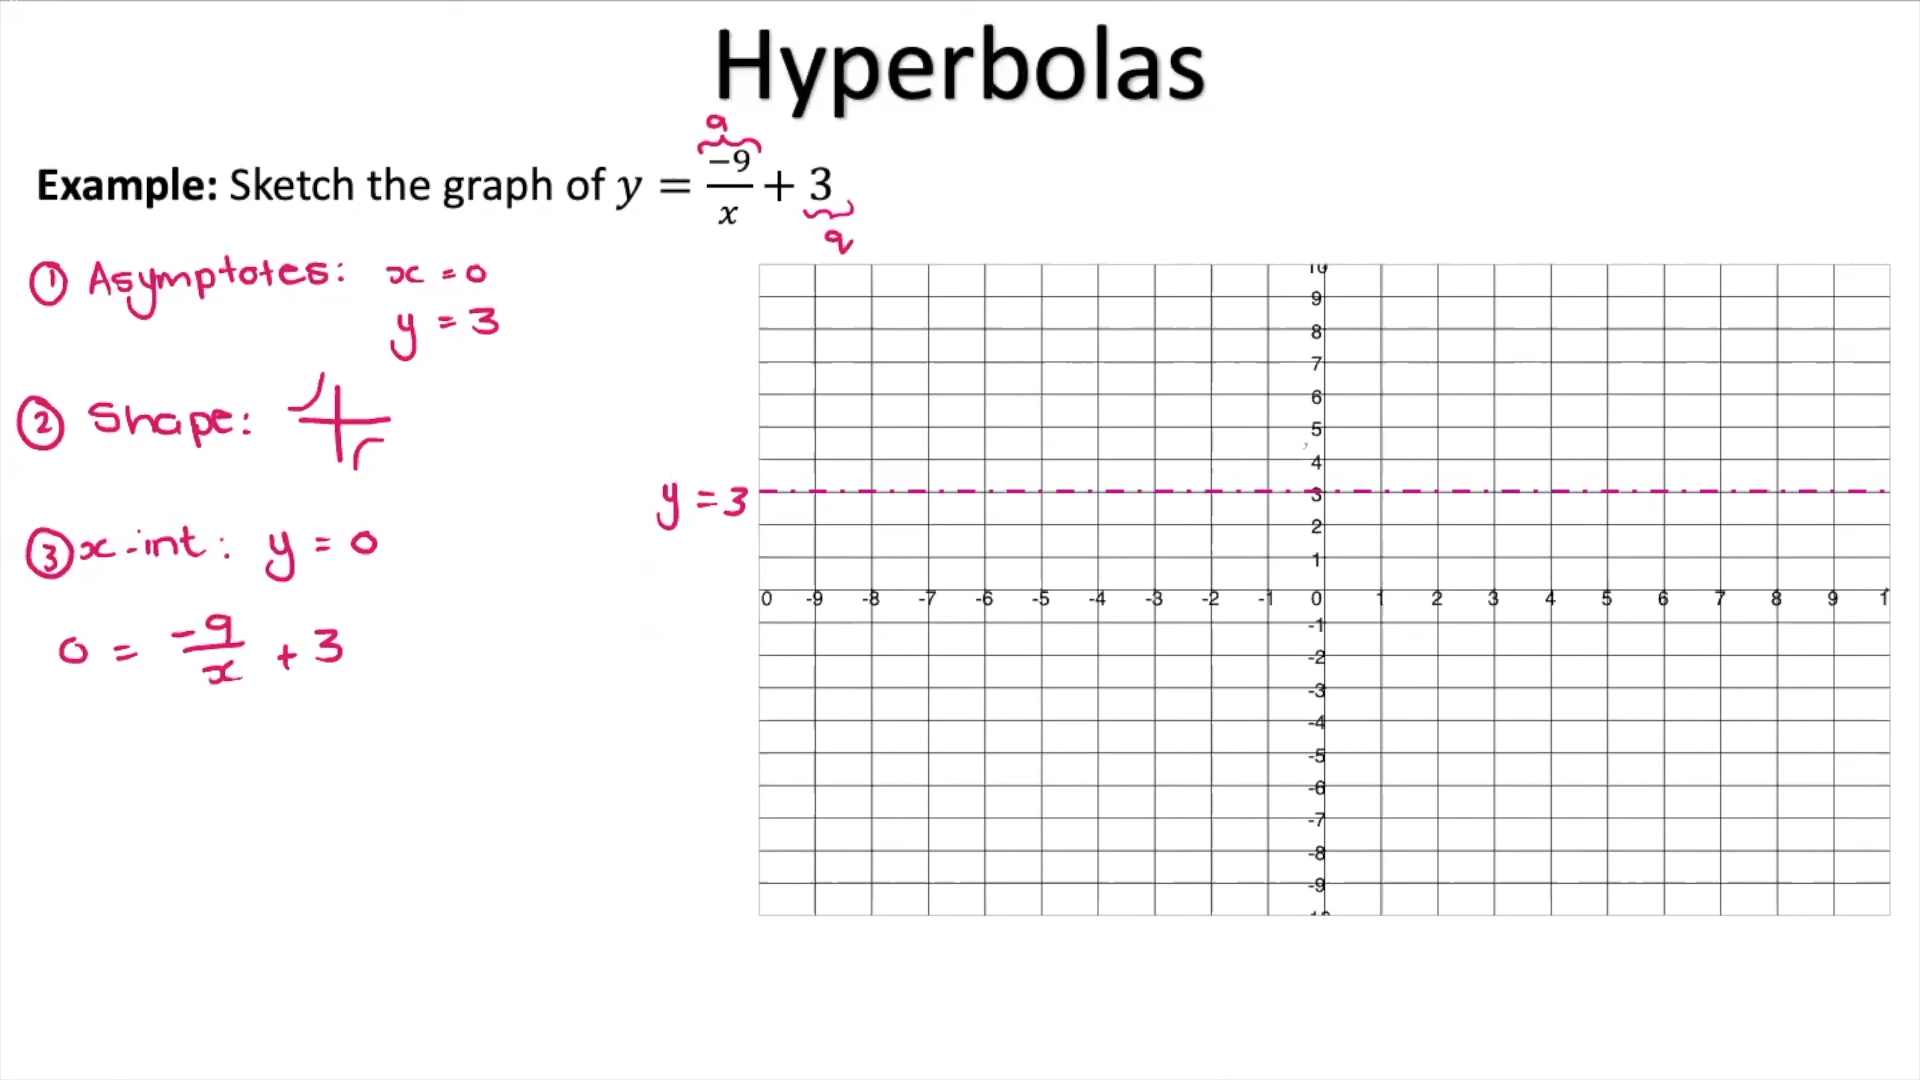 Hyperbolas
a
Example: Sketch the graph of y = -9/x + 3
q
① Asymptotes: x = 0
y = 3
② Shape:
③ x-int: y = 0
0 = -9/x + 3
y = 3
10
9
8
7
6
5
y
4
3
2
1
0 -9 -8 -7 -6 -5 -4 -3 -2 -1 0 1 2 3 4 5 6 7 8 9 1
-1
-2
-3
-4
-5
-6
-7
-8
-9